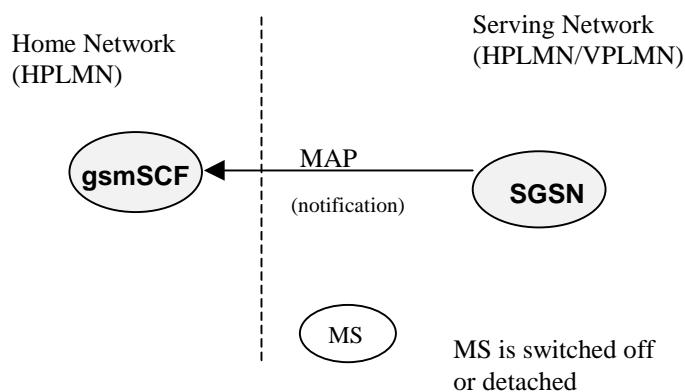 Home Network
(HPLMN)
Serving Network
(HPLMN/VPLMN)
gsmSCF
MAP
(notification)
SGSN
MS
MS is switched off
or detached